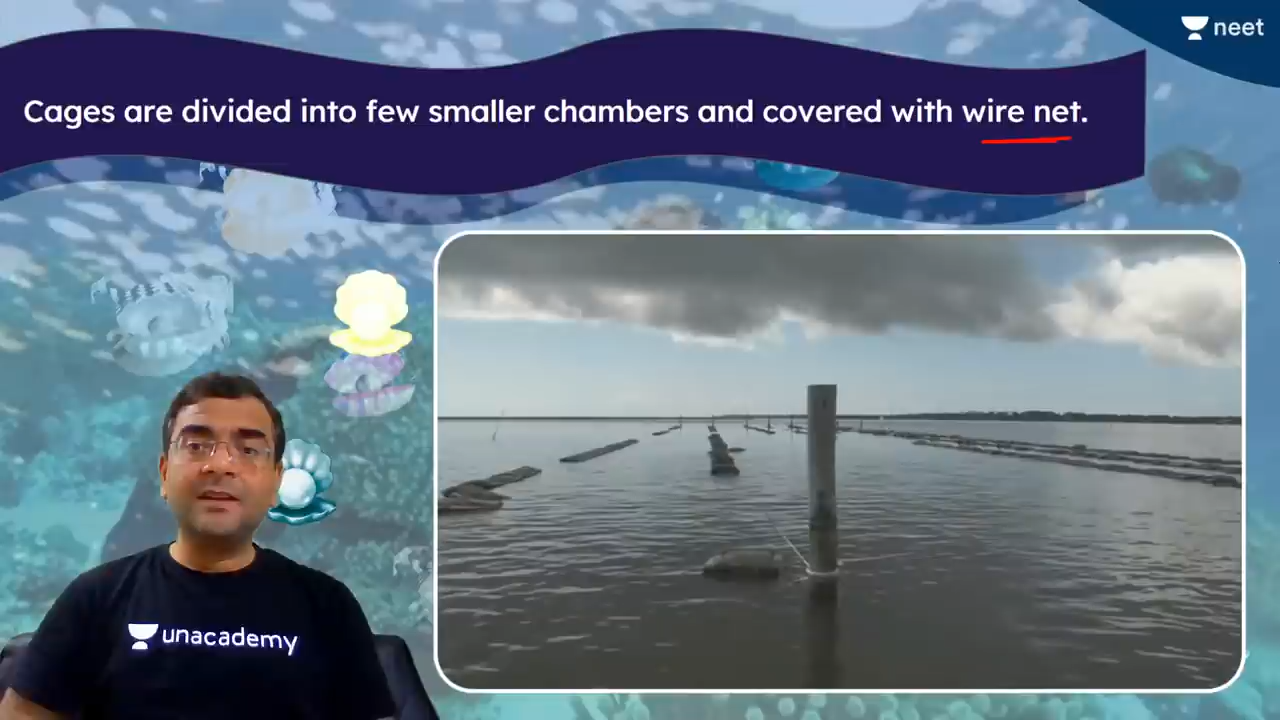 neet
Cages are divided into few smaller chambers and covered with wire net.
unacademy